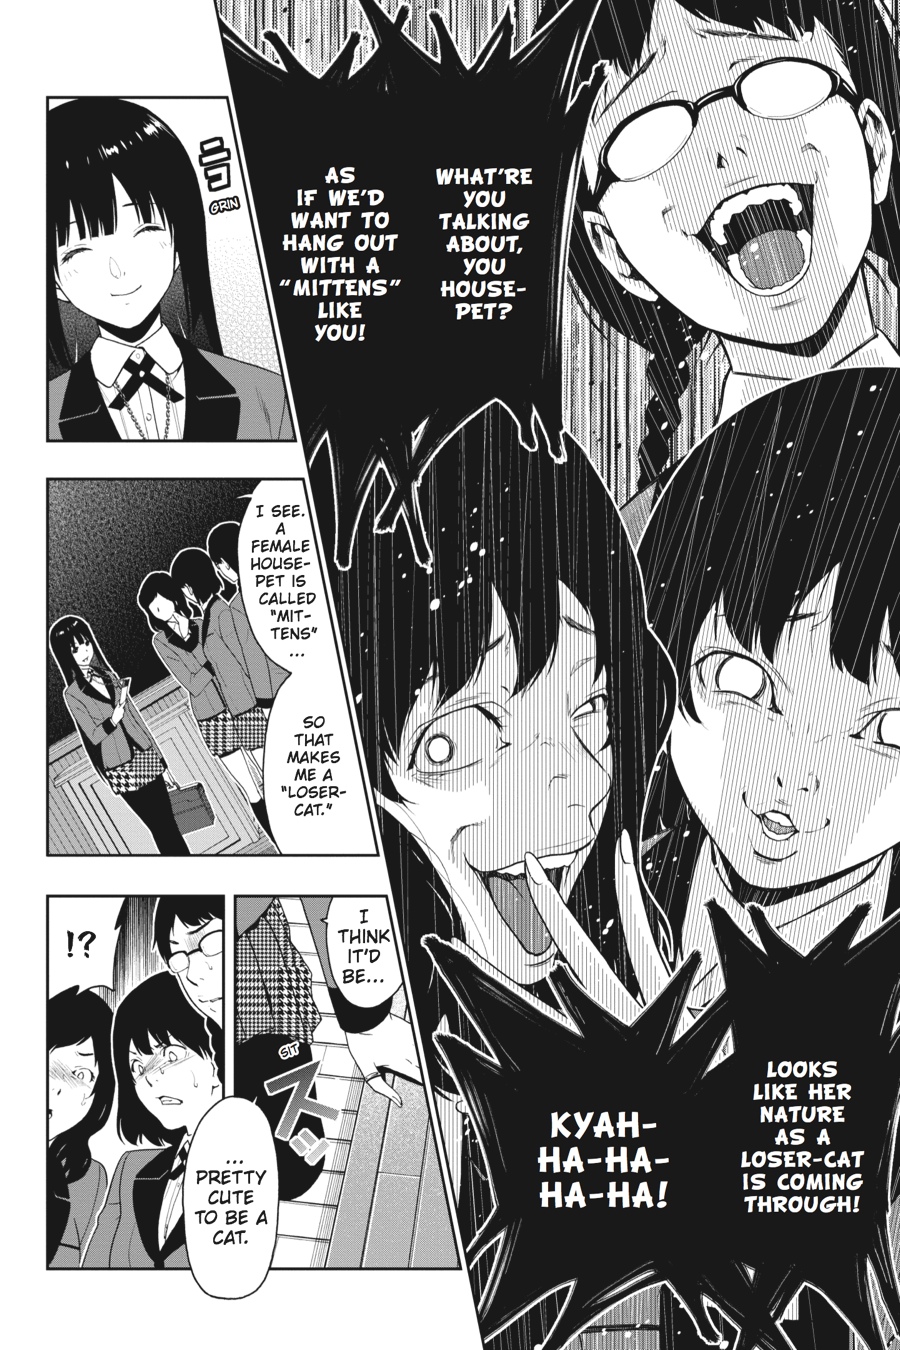 WHAT'RE
YOU
TALKING
ABOUT,
YOU
HOUSE-
PET?
AS
IF WE'D
WANT TO
HANG OUT
WITH A
"MITTENS"
LIKE
YOU!
LOOKS
LIKE HER
NATURE
AS A
LOSER-CAT
IS COMING
THROUGH!
KYAH-
HA-HA-
HA-HA!
ニコ
GRIN
I SEE.
A
FEMALE
HOUSE-
PET IS
CALLED
"MIT-
TENS"
...
SO
THAT
MAKES
ME A
"LOSER-
CAT."
I
THINK
IT'D
BE...
SIT
ズッ
...
PRETTY
CUTE
TO BE A
CAT.
!?